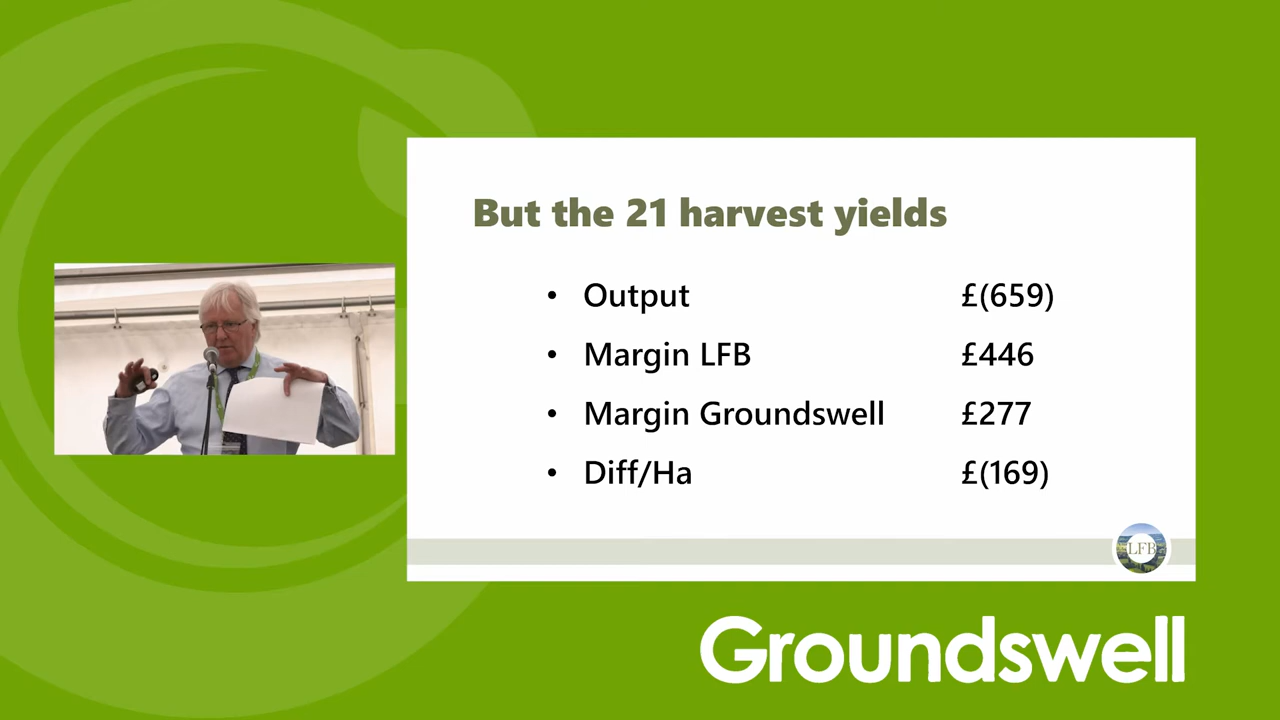 But the 21 harvest yields
• Output £(659)
• Margin LFB £446
• Margin Groundswell £277
• Diff/Ha £(169)
LFB
Groundswell